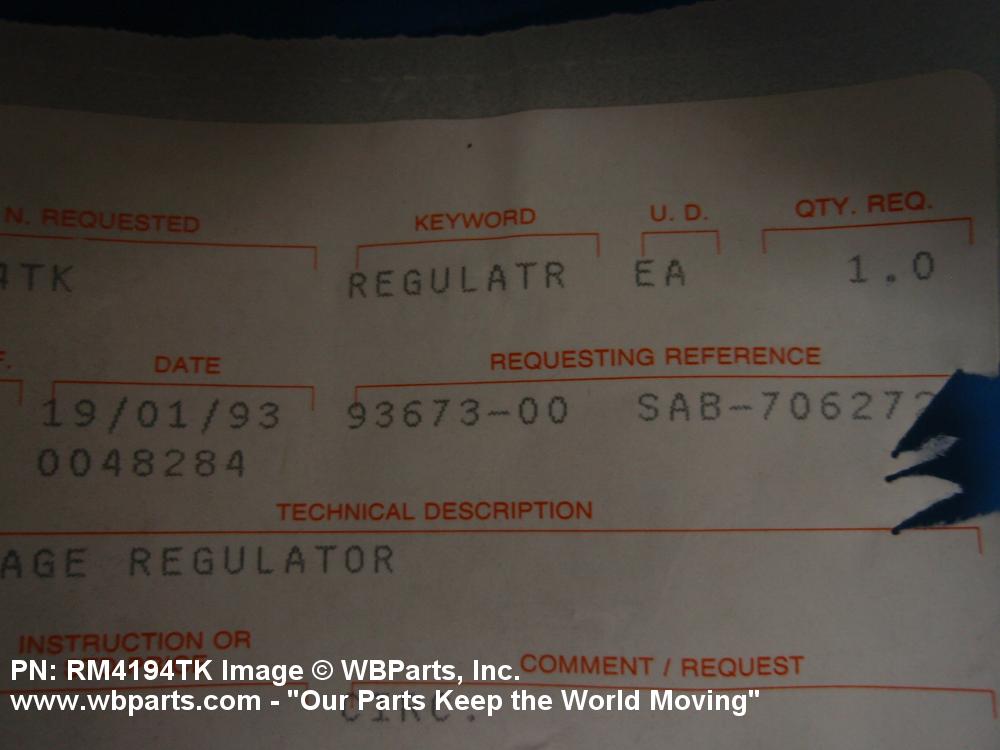 N. REQUESTED KEYWORD U. D. QTY. REQ.
4TK REGULATR EA 1.0
F. DATE REQUESTING REFERENCE
19/01/93 93673-00 SAB-706272
0048284
TECHNICAL DESCRIPTION
AGE REGULATOR
INSTRUCTION OR
COMMENT / REQUEST
PN: RM4194TK Image © WBParts, Inc.
www.wbparts.com - "Our Parts Keep the World Moving"